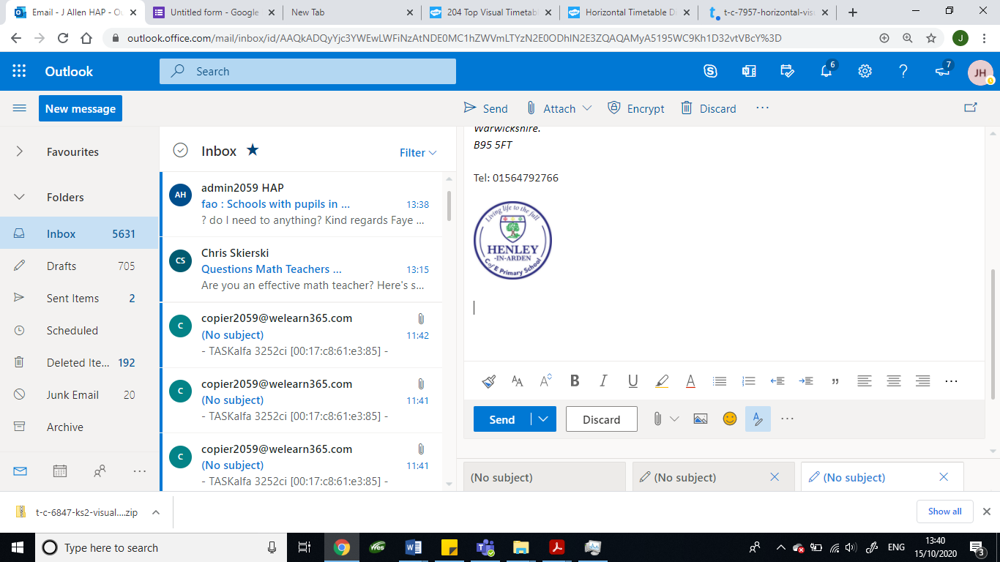 Email - J Allen HAP - Ou
Untitled form - Google
New Tab
204 Top Visual Timetab
Horizontal Timetable Di
t-c-7957-horizontal-visu
outlook.office.com/mail/inbox/id/AAQkADQyYjc3YWEwLWFiNzAtNDE0MC1hZWVmLTYzN2E0ODhlN2E3ZQAQAMyA5195WC9Kh1D32vtVBcY%3D
J
Outlook
Search
6
7
JH
New message
Send
Attach
Encrypt
Discard
Favourites
Folders
Inbox 5631
Drafts 705
Sent Items 2
Scheduled
Deleted Ite... 192
Junk Email 20
Archive
Inbox
Filter
AH
admin2059 HAP
fao : Schools with pupils in ... 13:38
? do I need to anything? Kind regards Faye ...
CS
Chris Skierski
Questions Math Teachers ... 13:15
Are you an effective math teacher? Here's s...
C
copier2059@welearn365.com
(No subject) 11:42
- TASKalfa 3252ci [00:17:c8:61:e3:85] -
C
copier2059@welearn365.com
(No subject) 11:41
- TASKalfa 3252ci [00:17:c8:61:e3:85] -
C
copier2059@welearn365.com
(No subject) 11:41
- TASKalfa 3252ci [00:17:c8:61:e3:85] -
Warwickshire.
B95 5FT
Tel: 01564792766
Living life to the full
HENLEY
-IN-ARDEN
C of E Primary School
Send
Discard
(No subject)
(No subject)
(No subject)
t-c-6847-ks2-visual....zip
Show all
Type here to search
Wes
ENG
13:40
15/10/2020
3